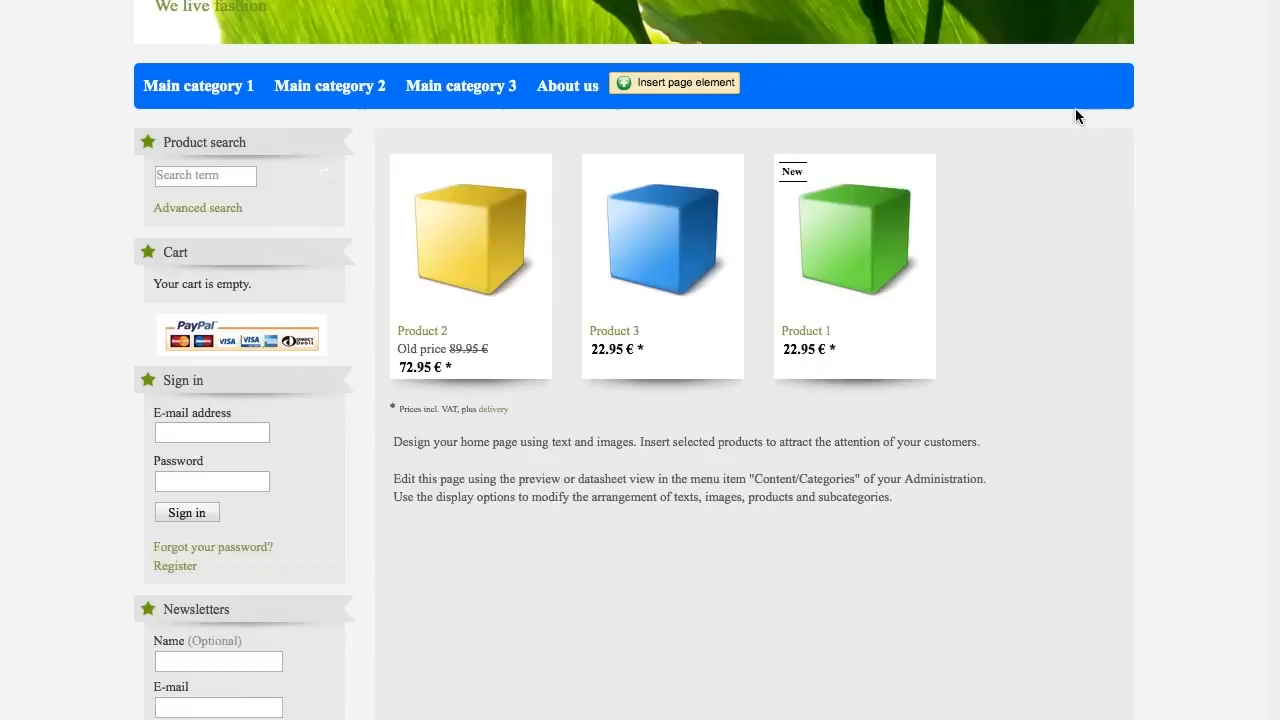 We live fashion
Main category 1 Main category 2 Main category 3 About us Insert page element
Product search
Search term
Advanced search
Cart
Your cart is empty.
PayPal
VISA VISA DIRECT Debit
Sign in
E-mail address
Password
Sign in
Forgot your password?
Register
Newsletters
Name (Optional)
E-mail
New
Product 2
Old price 89.95 €
72.95 € *
Product 3
22.95 € *
Product 1
22.95 € *
* Prices incl. VAT, plus delivery
Design your home page using text and images. Insert selected products to attract the attention of your customers.
Edit this page using the preview or datasheet view in the menu item "Content/Categories" of your Administration.
Use the display options to modify the arrangement of texts, images, products and subcategories.